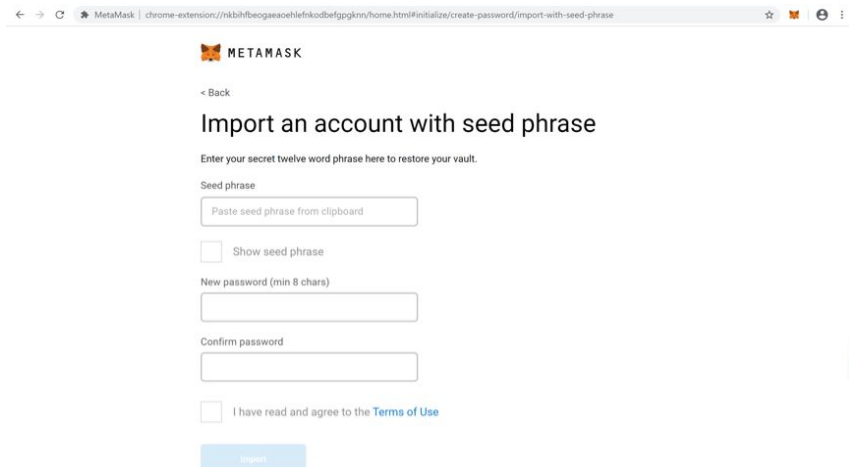 MetaMask | chrome-extension://nkbihfbeogaeaoehlefnkodbefgpgknn/home.html#initialize/create-password/import-with-seed-phrase
METAMASK
< Back
Import an account with seed phrase
Enter your secret twelve word phrase here to restore your vault.
Seed phrase
Paste seed phrase from clipboard
Show seed phrase
New password (min 8 chars)
Confirm password
I have read and agree to the Terms of Use
Import